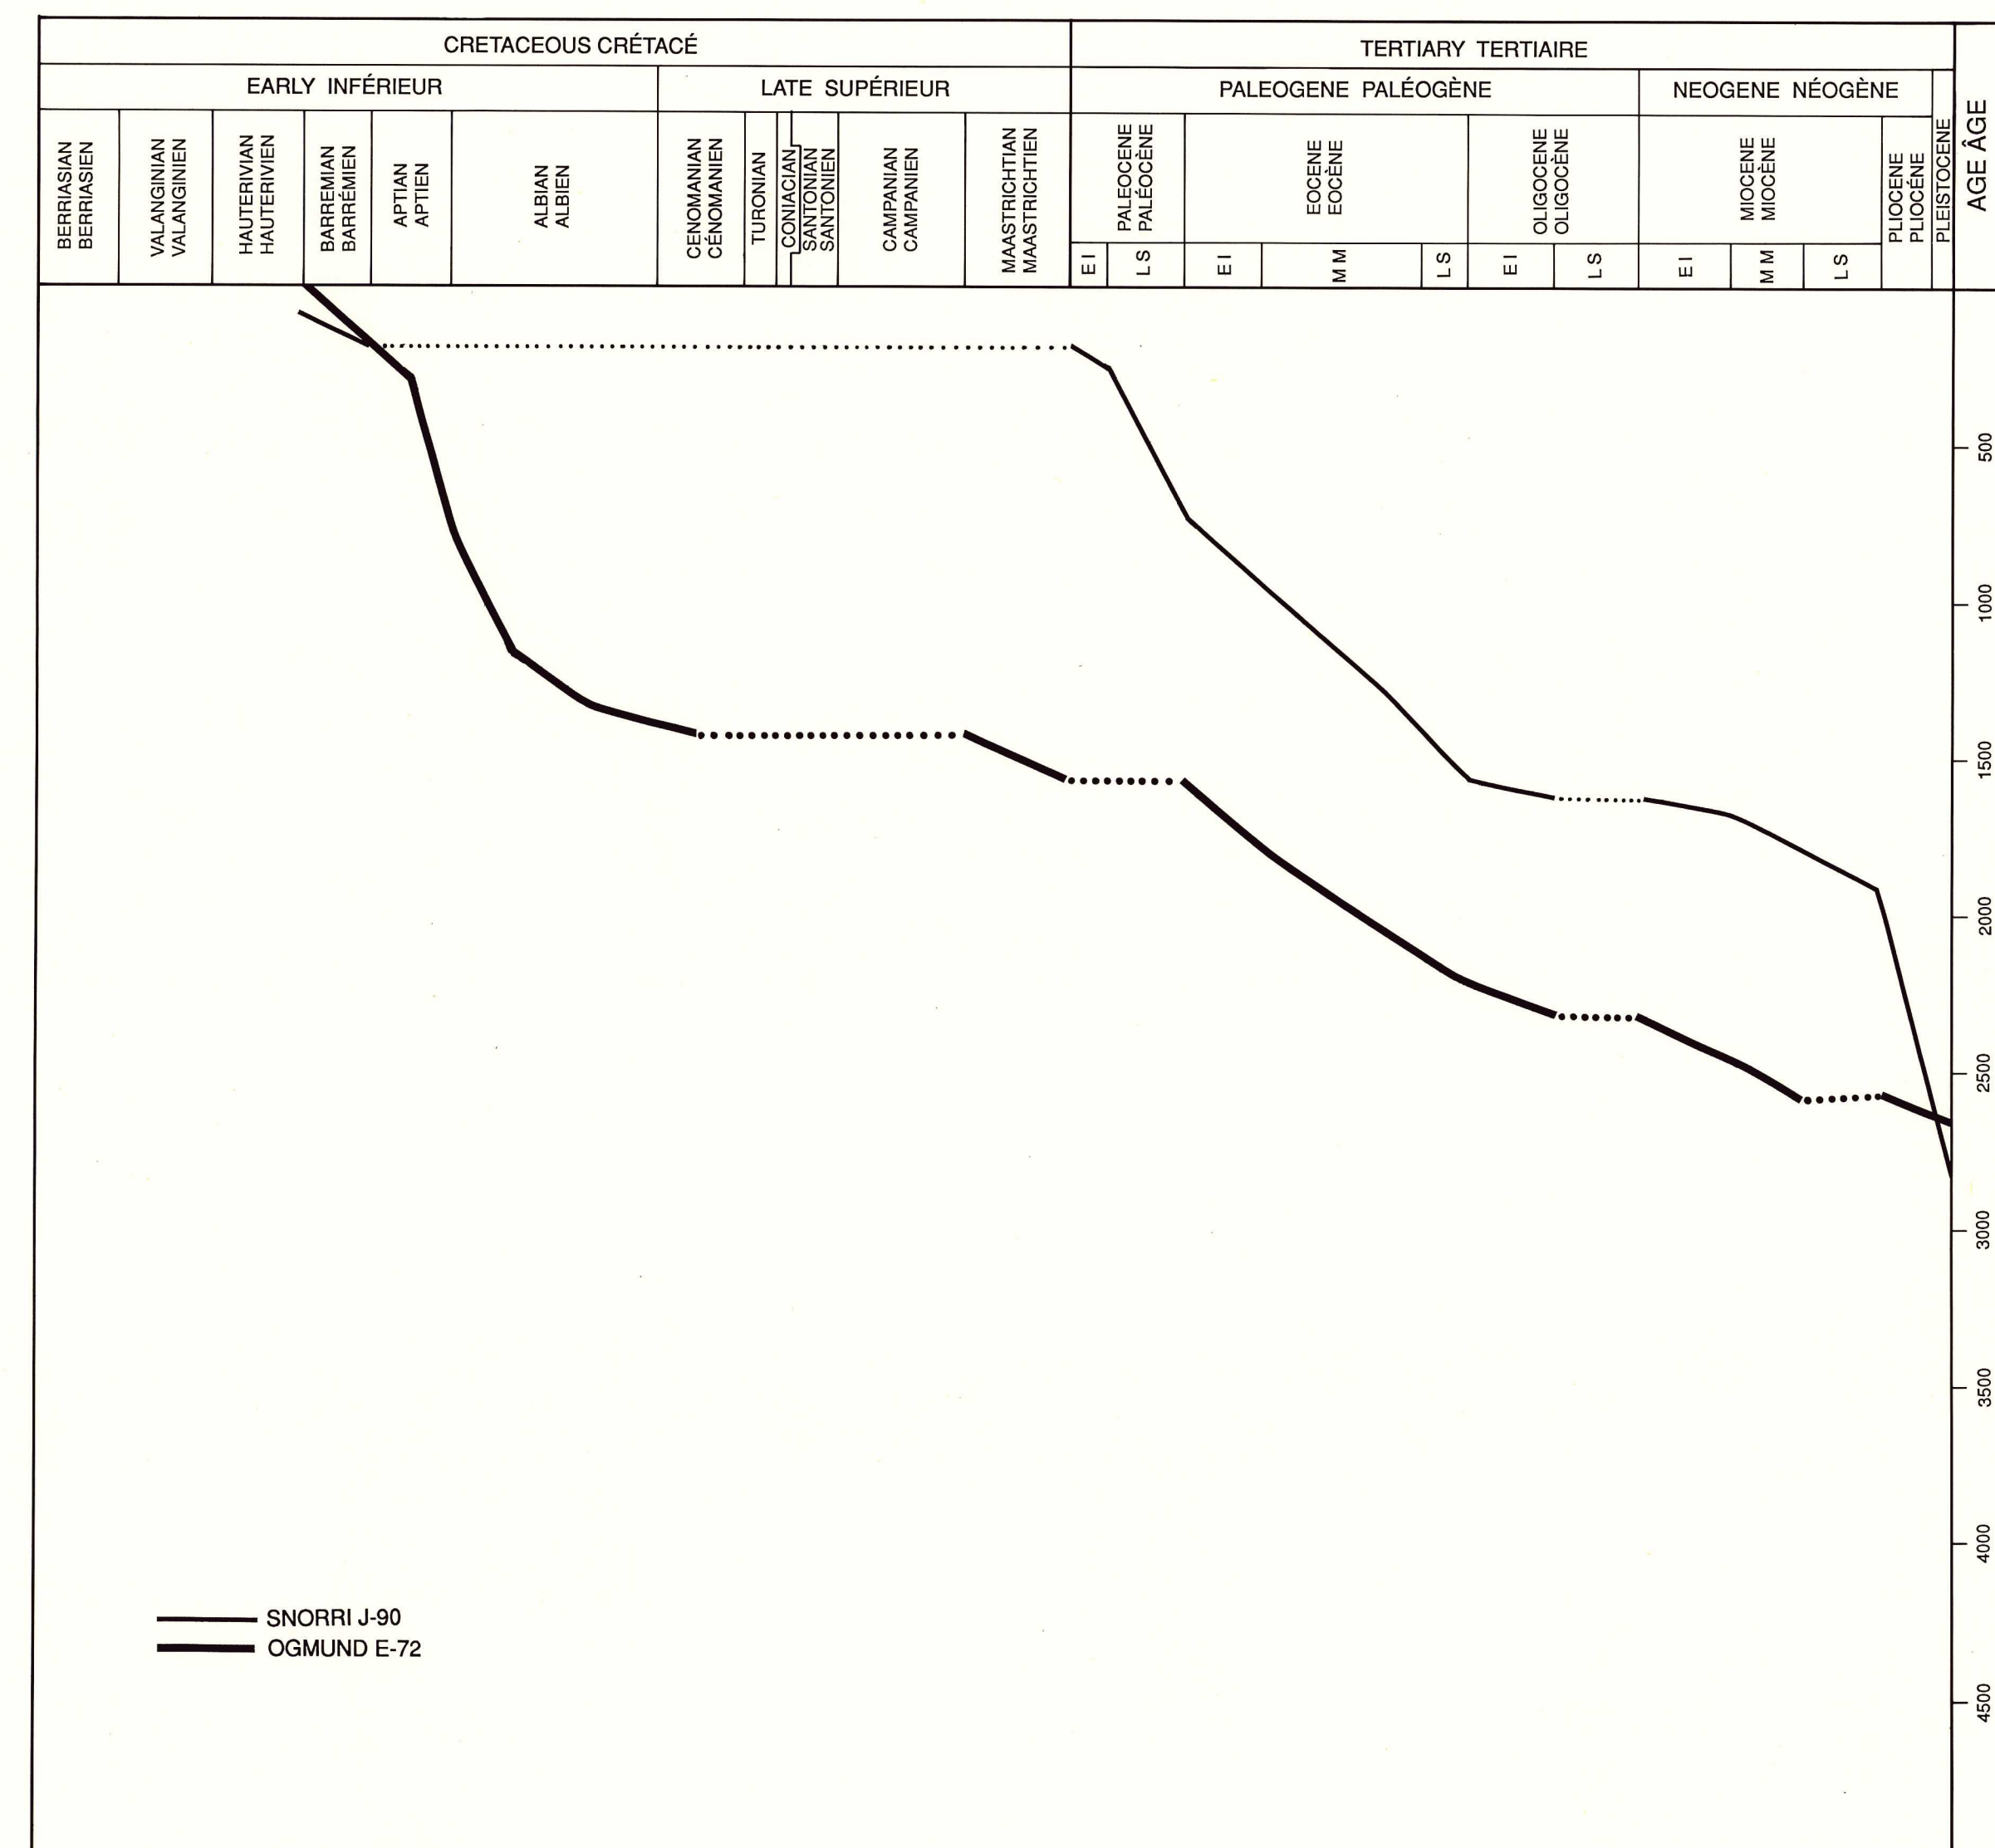 CRETACEOUS CRÉTACÉ
TERTIARY TERTIAIRE
EARLY INFÉRIEUR
LATE SUPÉRIEUR
PALEOGENE PALÉOGÈNE
NEOGENE NÉOGÈNE
BERRIASIAN
BERRIASIEN
VALANGINIAN
VALANGINIEN
HAUTERIVIAN
HAUTERIVIEN
BARREMIAN
BARRÉMIEN
APTIAN
APTIEN
ALBIAN
ALBIEN
CENOMANIAN
CÉNOMANIEN
TURONIAN
CONIACIAN
SANTONIAN
SANTONIEN
CAMPANIAN
CAMPANIEN
MAASTRICHTIAN
MAASTRICHTIEN
PALEOCENE
PALÉOCÈNE
EOCENE
EOCÈNE
OLIGOCENE
OLIGOCÈNE
MIOCENE
MIOCÈNE
PLIOCENE
PLIOCÉNE
PLEISTOCENE
AGE ÂGE
E I
L S
E I
M M
L S
E I
L S
E I
M M
L S
500
1000
1500
2000
2500
3000
3500
4000
4500
SNORRI J-90
OGMUND E-72